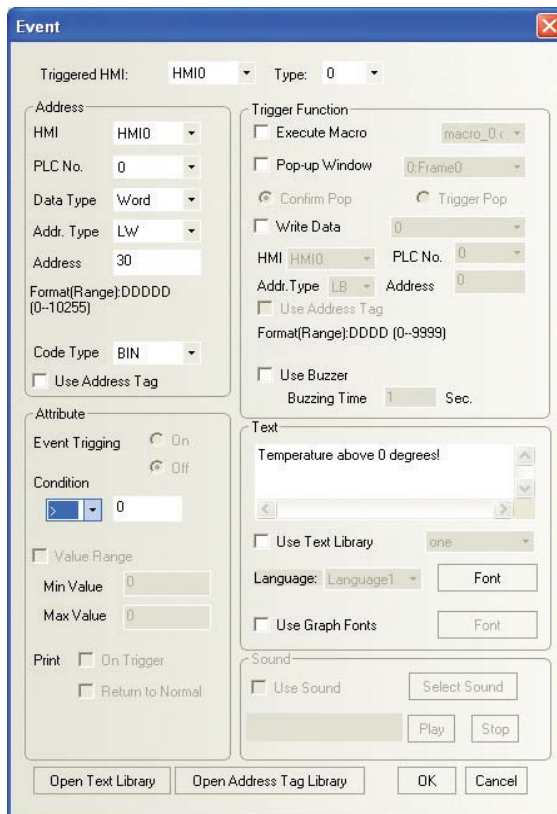 Event
Triggered HMI: HMI0 Type: 0
Address
HMI HMI0
PLC No. 0
Data Type Word
Addr. Type LW
Address 30
Format(Range):DDDDD
(0--10255)
Code Type BIN
Use Address Tag
Attribute
Event Trigging On
Off
Condition
> 0
Value Range
Min Value 0
Max Value 0
Print On Trigger
Return to Normal
Trigger Function
Execute Macro macro_0.c
Pop-up Window 0:Frame0
Confirm Pop Trigger Pop
Write Data 0
HMI HMI0 PLC No. 0
Addr.Type LB Address 0
Use Address Tag
Format(Range):DDDD (0--9999)
Use Buzzer
Buzzing Time 1 Sec.
Text
Temperature above 0 degrees!
Use Text Library one
Language: Language1 Font
Use Graph Fonts Font
Sound
Use Sound Select Sound
Play Stop
Open Text Library Open Address Tag Library OK Cancel